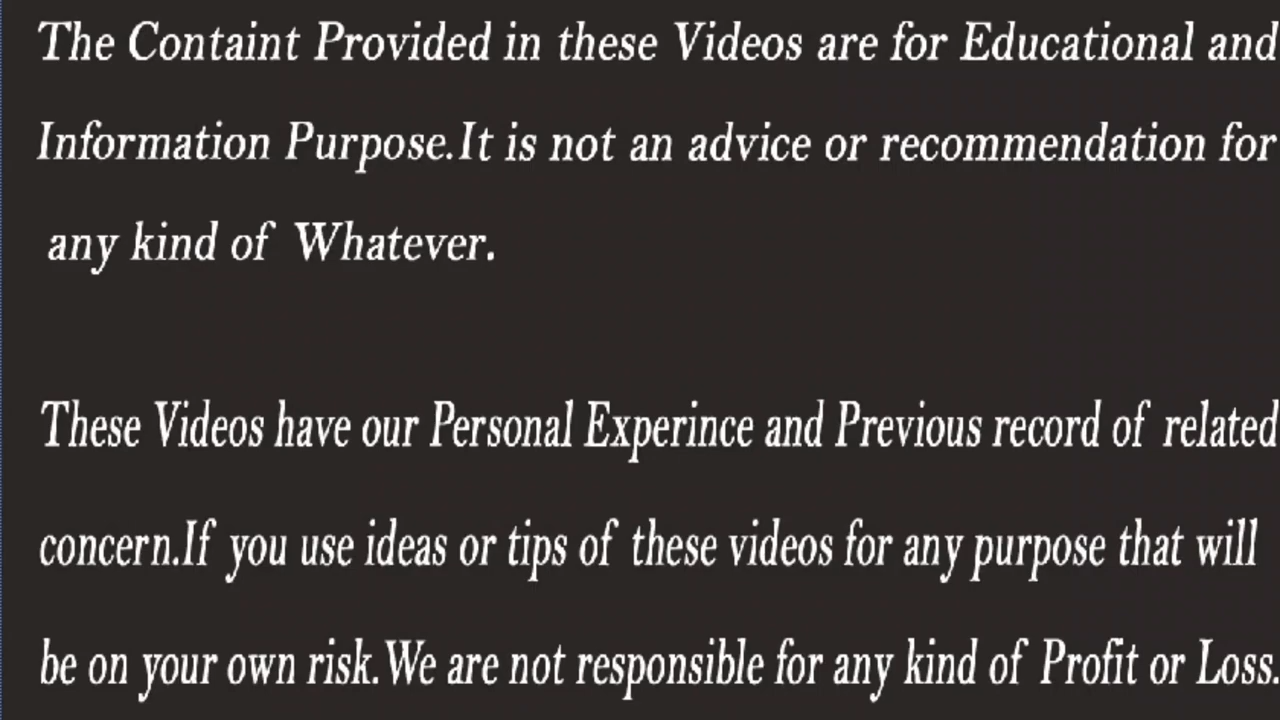 The Containt Provided in these Videos are for Educational and
Information Purpose.It is not an advice or recommendation for
any kind of Whatever.
These Videos have our Personal Experince and Previous record of related
concern.If you use ideas or tips of these videos for any purpose that will
be on your own risk.We are not responsible for any kind of Profit or Loss.